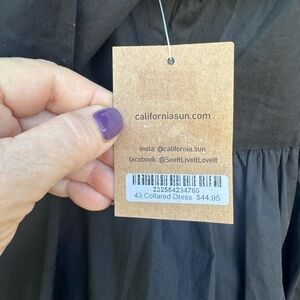 californiasun.com
insta: @california.sun
facebook: @SeeItLiveItLoveIt
232554234765
43 Collared Dress $44.95